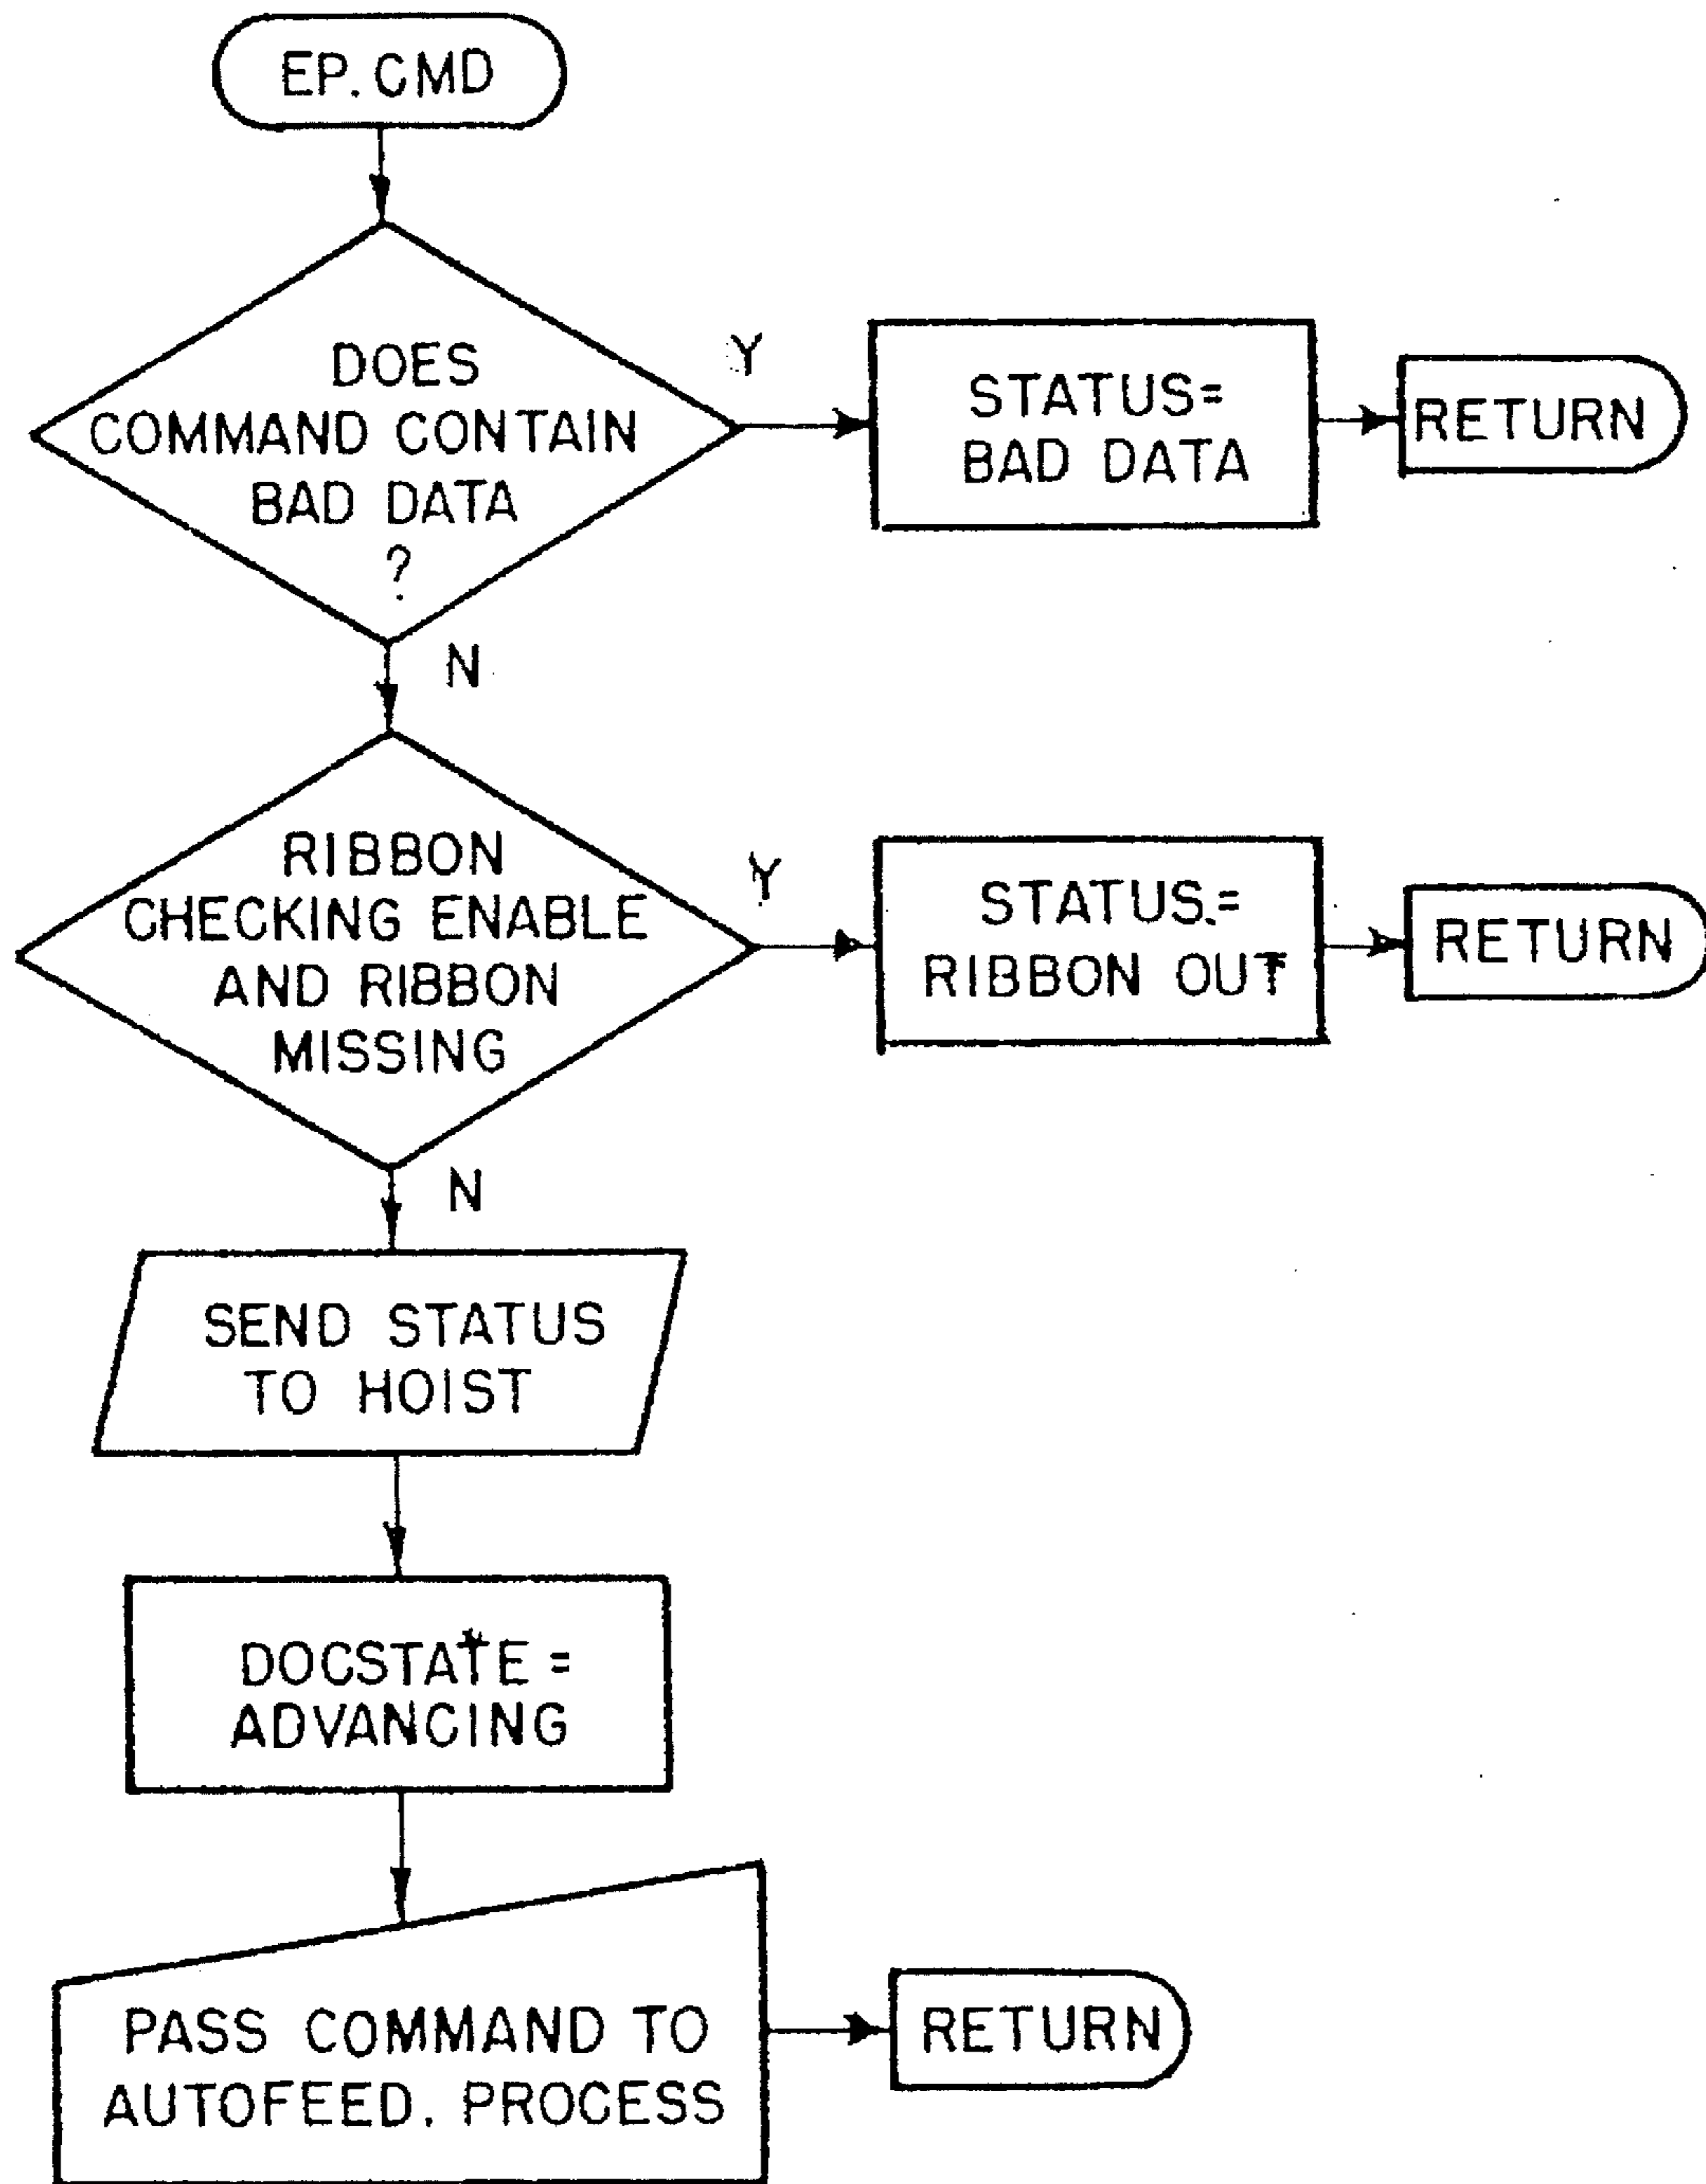 EP. CMD
DOES
COMMAND CONTAIN
BAD DATA
?
Y
STATUS=
BAD DATA
RETURN
N
RIBBON
CHECKING ENABLE
AND RIBBON
MISSING
Y
STATUS.=
RIBBON OUT
RETURN
N
SEND STATUS
TO HOIST
DOCSTATE =
ADVANCING
PASS COMMAND TO
AUTOFEED. PROCESS
RETURN